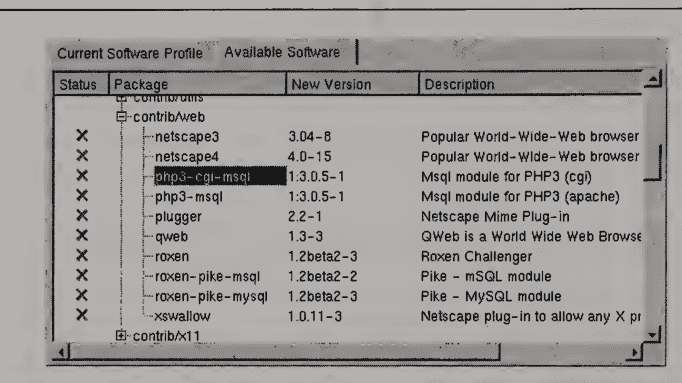 Current Software Profile Available Software
Status Package New Version Description
contrib/utils
contrib/web
netscape3 3.04-8 Popular World-Wide-Web browser
netscape4 4.0-15 Popular World-Wide-Web browser
php3-cgi-msql 1:3.0.5-1 Msql module for PHP3 (cgi)
php3-msql 1:3.0.5-1 Msql module for PHP3 (apache)
plugger 2.2-1 Netscape Mime Plug-in
qweb 1.3-3 QWeb is a World Wide Web Browse
roxen 1.2beta2-3 Roxen Challenger
roxen-pike-msql 1.2beta2-2 Pike - mSQL module
roxen-pike-mysql 1.2beta2-3 Pike - MySQL module
xswallow 1.0.11-3 Netscape plug-in to allow any X pr
contrib/x11